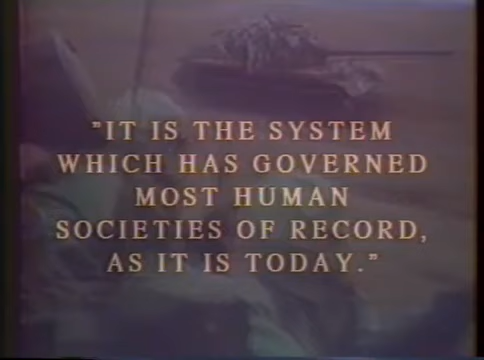 "IT IS THE SYSTEM
WHICH HAS GOVERNED
MOST HUMAN
SOCIETIES OF RECORD,
AS IT IS TODAY."